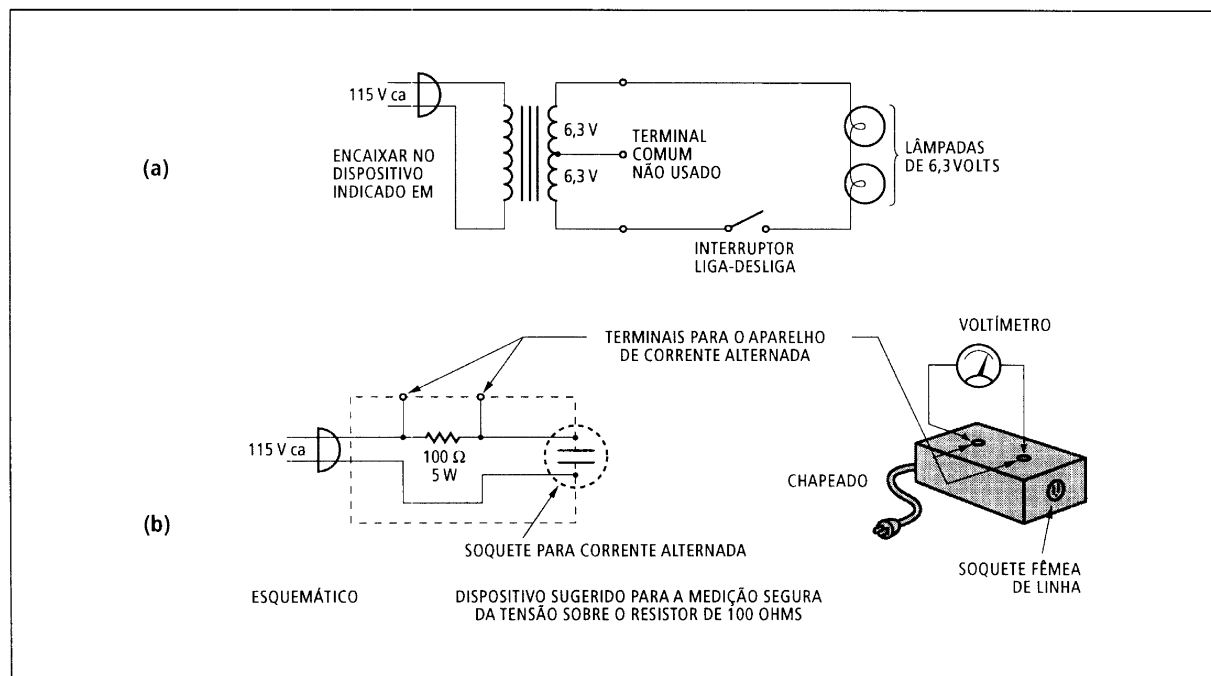 (a)
115 V ca
ENCAIXAR NO
DISPOSITIVO
INDICADO EM
6,3 V
6,3 V
TERMINAL
COMUM
NÃO USADO
LÂMPADAS
DE 6,3 VOLTS
INTERRUPTOR
LIGA-DESLIGA
(b)
115 V ca
100 Ω
5 W
TERMINAIS PARA O APARELHO
DE CORRENTE ALTERNADA
VOLTÍMETRO
CHAPEADO
SOQUETE PARA CORRENTE ALTERNADA
SOQUETE FÊMEA
DE LINHA
ESQUEMÁTICO
DISPOSITIVO SUGERIDO PARA A MEDIÇÃO SEGURA
DA TENSÃO SOBRE O RESISTOR DE 100 OHMS